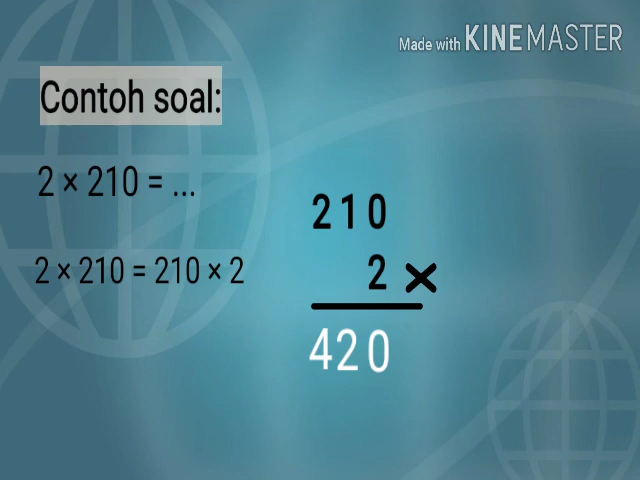 Made with KINEMASTER
Contoh soal:
2 × 210 = ...
2 × 210 = 210 × 2
210
2 ×
420